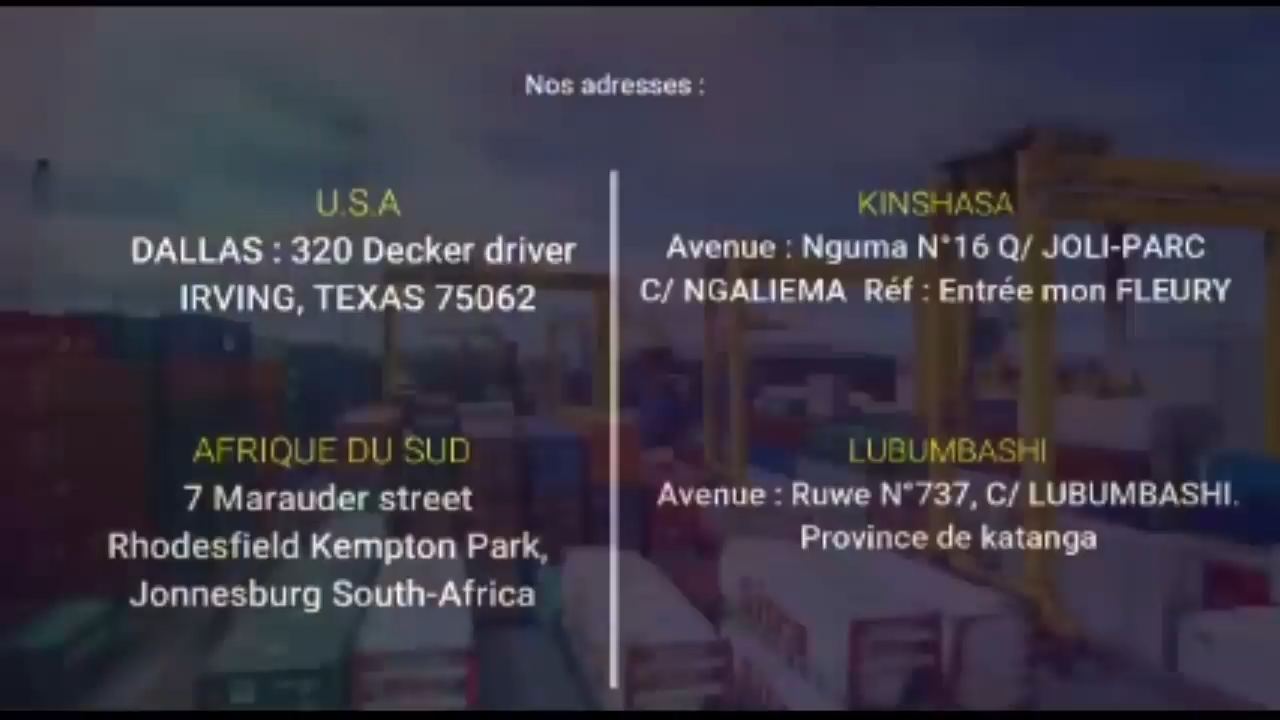 Nos adresses :
U.S.A
DALLAS : 320 Decker driver
IRVING, TEXAS 75062
AFRIQUE DU SUD
7 Marauder street
Rhodesfield Kempton Park,
Jonnesburg South-Africa
KINSHASA
Avenue : Nguma N°16 Q/ JOLI-PARC
C/ NGALIEMA Réf : Entrée mon FLEURY
LUBUMBASHI
Avenue : Ruwe N°737, C/ LUBUMBASHI.
Province de katanga